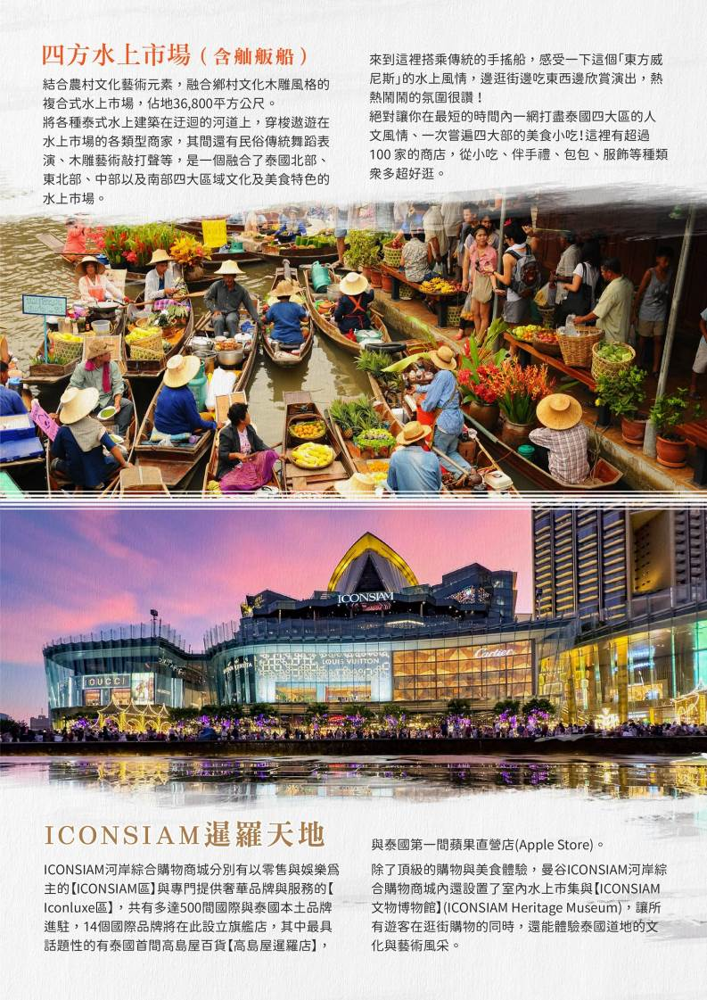 四方水上市場（含舢舨船）
結合農村文化藝術元素，融合鄉村文化木雕風格的
複合式水上市場，佔地36,800平方公尺。
將各種泰式水上建築在迂迴的河道上，穿梭遨遊在
水上市場的各類型商家，其間還有民俗傳統舞蹈表
演、木雕藝術敲打聲等，是一個融合了泰國北部、
東北部、中部以及南部四大區域文化及美食特色的
水上市場。
來到這裡搭乘傳統的手搖船，感受一下這個「東方威
尼斯」的水上風情，邊逛街邊吃東西邊欣賞演出，熱
熱鬧鬧的氛圍很讚！
絕對讓你在最短的時間內一網打盡泰國四大區的人
文風情、一次嘗遍四大部的美食小吃！這裡有超過
100 家的商店，從小吃、伴手禮、包包、服飾等種類
眾多超好逛。
ICONSIAM
GUCCI
LOUIS VUITTON
Cartier
ICONSIAM暹羅天地
ICONSIAM河岸綜合購物商城分別有以零售與娛樂為
主的【ICONSIAM區】與專門提供奢華品牌與服務的【
Iconluxe區】，共有多達500間國際與泰國本土品牌
進駐，14個國際品牌將在此設立旗艦店，其中最具
話題性的有泰國首間高島屋百貨【高島屋暹羅店】，
與泰國第一間蘋果直營店(Apple Store)。
除了頂級的購物與美食體驗，曼谷ICONSIAM河岸綜
合購物商城內還設置了室內水上市集與【ICONSIAM
文物博物館】(ICONSIAM Heritage Museum)，讓所
有遊客在逛街購物的同時，還能體驗泰國道地的文
化與藝術風采。